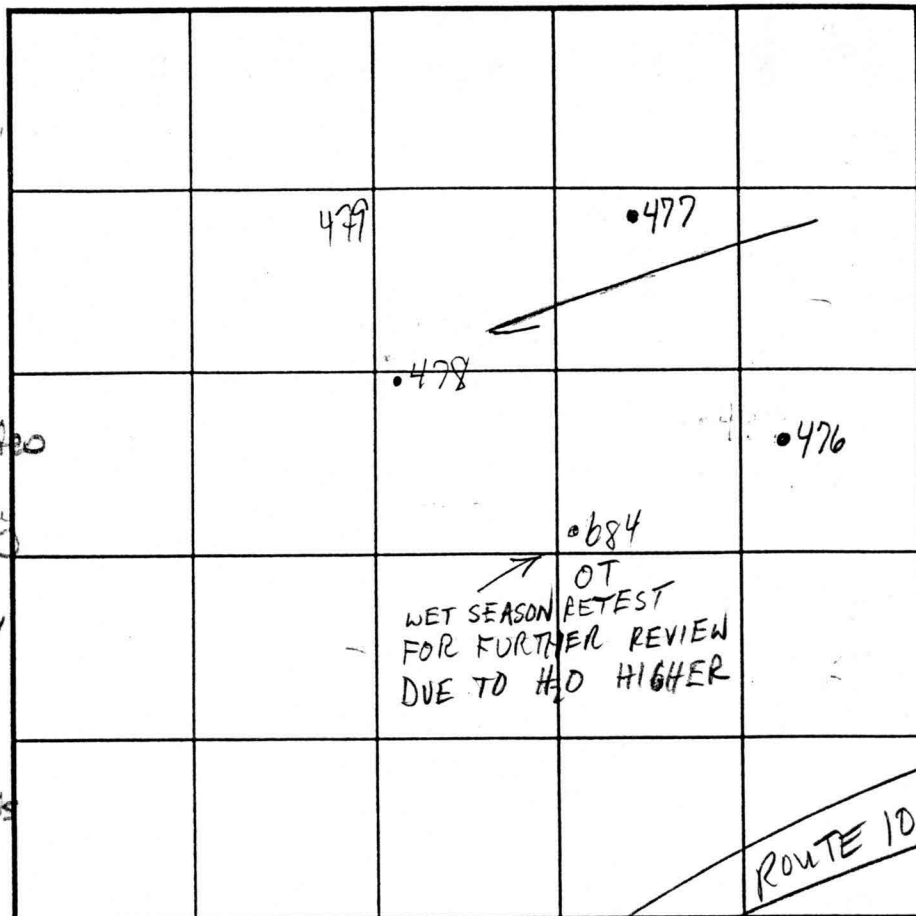 479
•477
•478
•476
•684
OT
WET SEASON RETEST
FOR FURTHER REVIEW
DUE TO H2O HIGHER
ROUTE 10